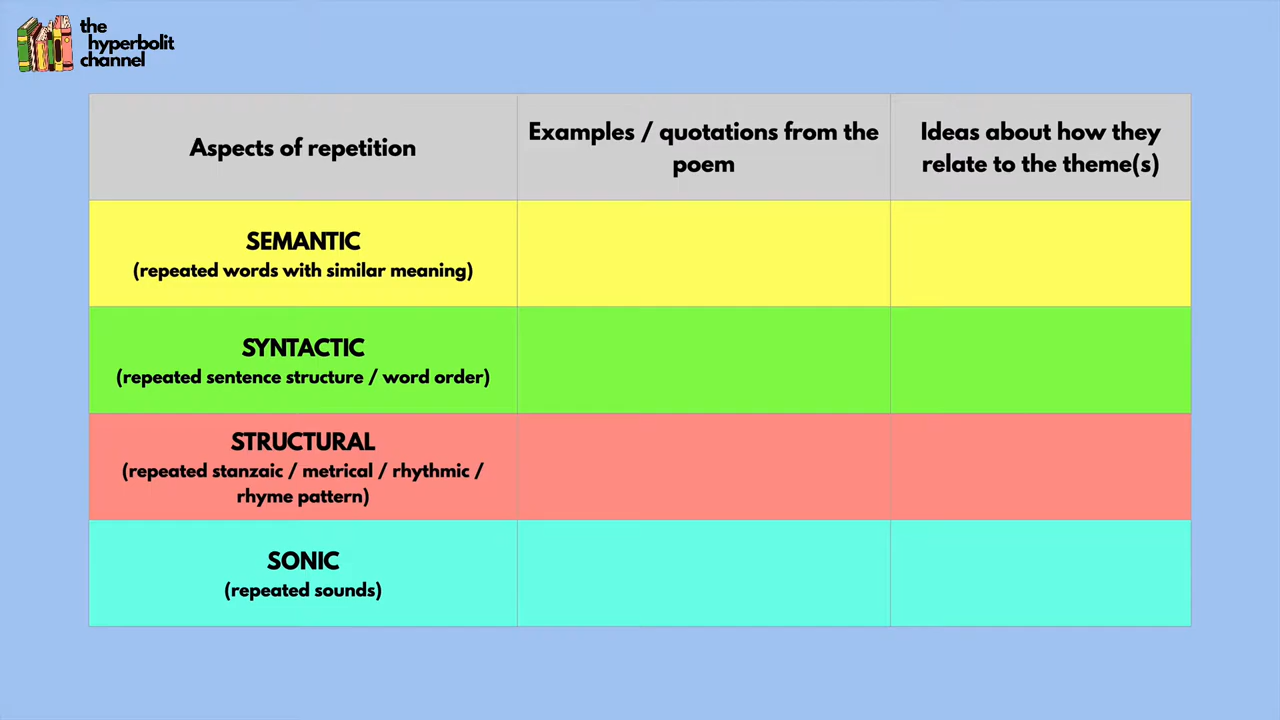 the
hyperbolit
channel
Aspects of repetition
Examples / quotations from the
poem
Ideas about how they
relate to the theme(s)
SEMANTIC
(repeated words with similar meaning)
SYNTACTIC
(repeated sentence structure / word order)
STRUCTURAL
(repeated stanzaic / metrical / rhythmic /
rhyme pattern)
SONIC
(repeated sounds)